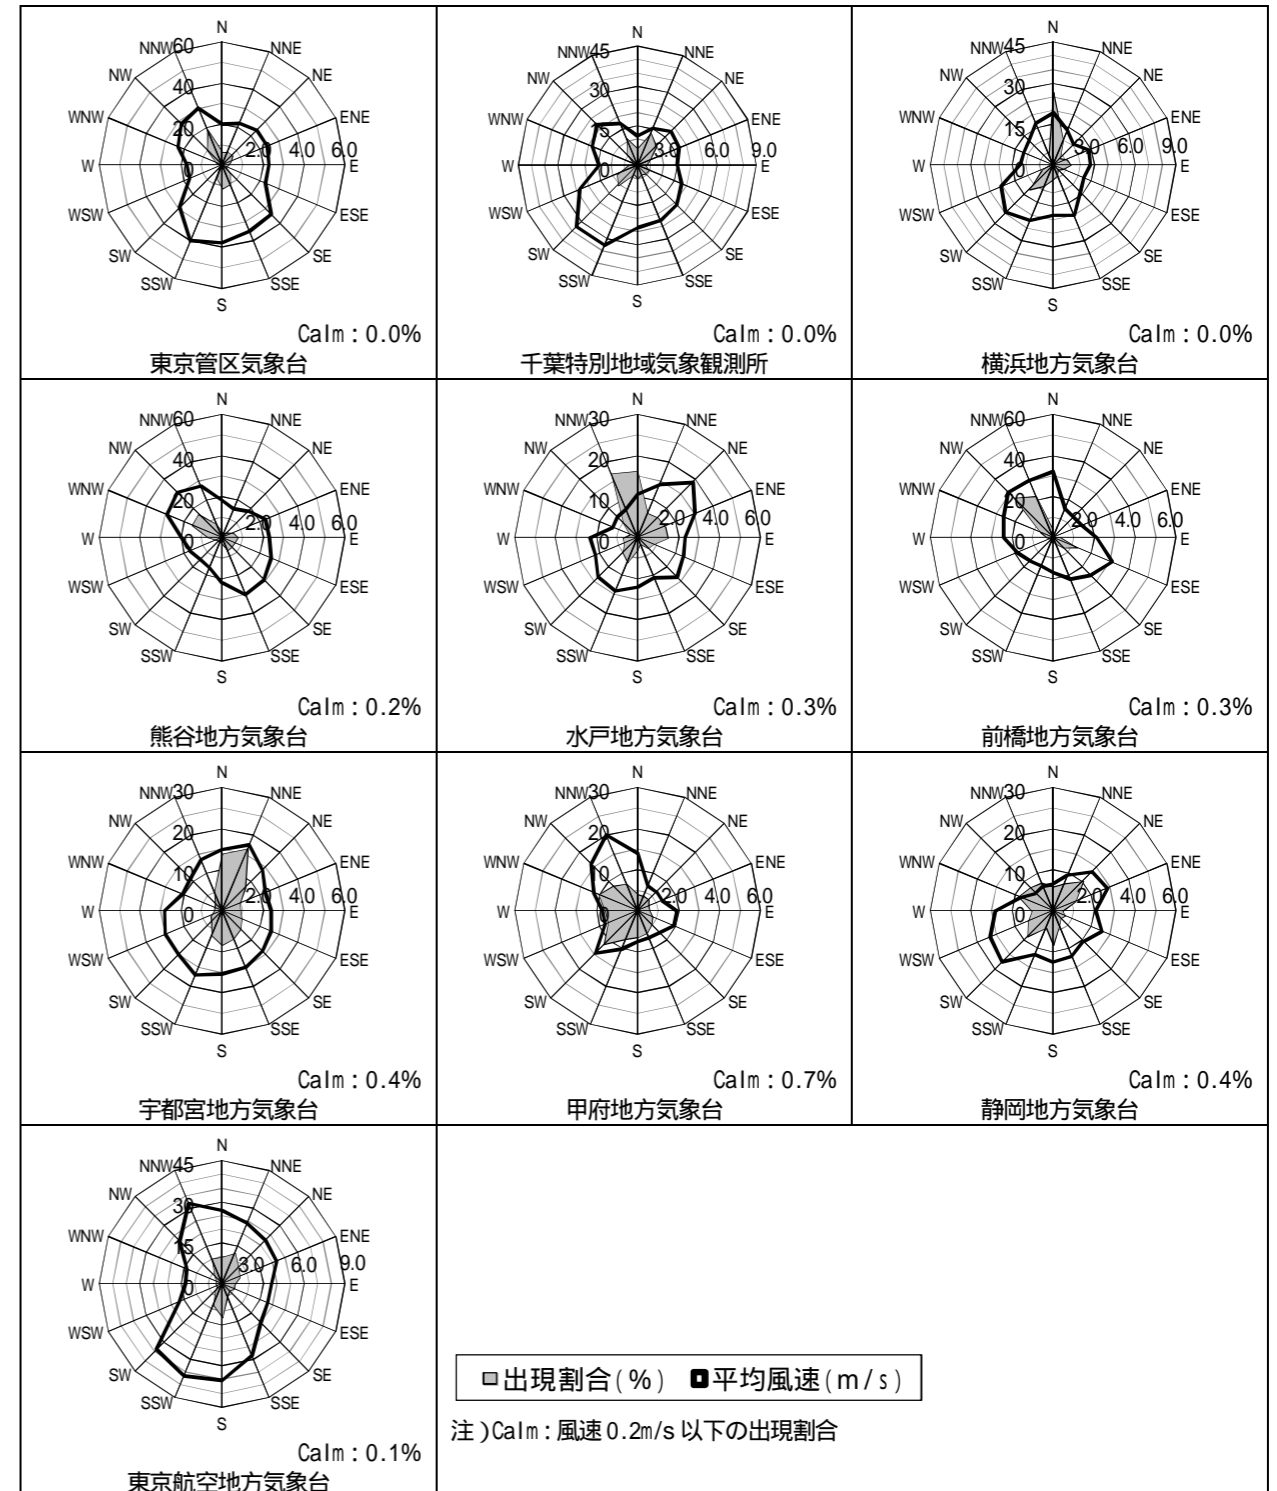 N
NNW 60 NNE
NW NE
40
WNW ENE
20
2.0 4.0 6.0
W 0 E
WSW ESE
SW SE
SSW SSE
S
Calm：0.0%
東京管区気象台
N
NNW 45 NNE
NW NE
30
WNW ENE
15
3.0 6.0 9.0
W 0 E
WSW ESE
SW SE
SSW SSE
S
Calm：0.0%
千葉特別地域気象観測所
N
NNW 45 NNE
NW NE
30
WNW ENE
15
3.0 6.0 9.0
W 0 E
WSW ESE
SW SE
SSW SSE
S
Calm：0.0%
横浜地方気象台
N
NNW 60 NNE
NW NE
40
WNW ENE
20
2.0 4.0 6.0
W 0 E
WSW ESE
SW SE
SSW SSE
S
Calm：0.2%
熊谷地方気象台
N
NNW 30 NNE
NW NE
20
WNW ENE
10
2.0 4.0 6.0
W 0 E
WSW ESE
SW SE
SSW SSE
S
Calm：0.3%
水戸地方気象台
N
NNW 60 NNE
NW NE
40
WNW ENE
20
2.0 4.0 6.0
W 0 E
WSW ESE
SW SE
SSW SSE
S
Calm：0.3%
前橋地方気象台
N
NNW 30 NNE
NW NE
20
WNW ENE
10
2.0 4.0 6.0
W 0 E
WSW ESE
SW SE
SSW SSE
S
Calm：0.4%
宇都宮地方気象台
N
NNW 30 NNE
NW NE
20
WNW ENE
10
2.0 4.0 6.0
W 0 E
WSW ESE
SW SE
SSW SSE
S
Calm：0.7%
甲府地方気象台
N
NNW 30 NNE
NW NE
20
WNW ENE
10
2.0 4.0 6.0
W 0 E
WSW ESE
SW SE
SSW SSE
S
Calm：0.4%
静岡地方気象台
N
NNW 45 NNE
NW NE
30
WNW ENE
15
3.0 6.0 9.0
W 0 E
WSW ESE
SW SE
SSW SSE
S
Calm：0.1%
東京航空地方気象台
出現割合(%) 平均風速(m/s)
注)Calm：風速0.2m/s以下の出現割合